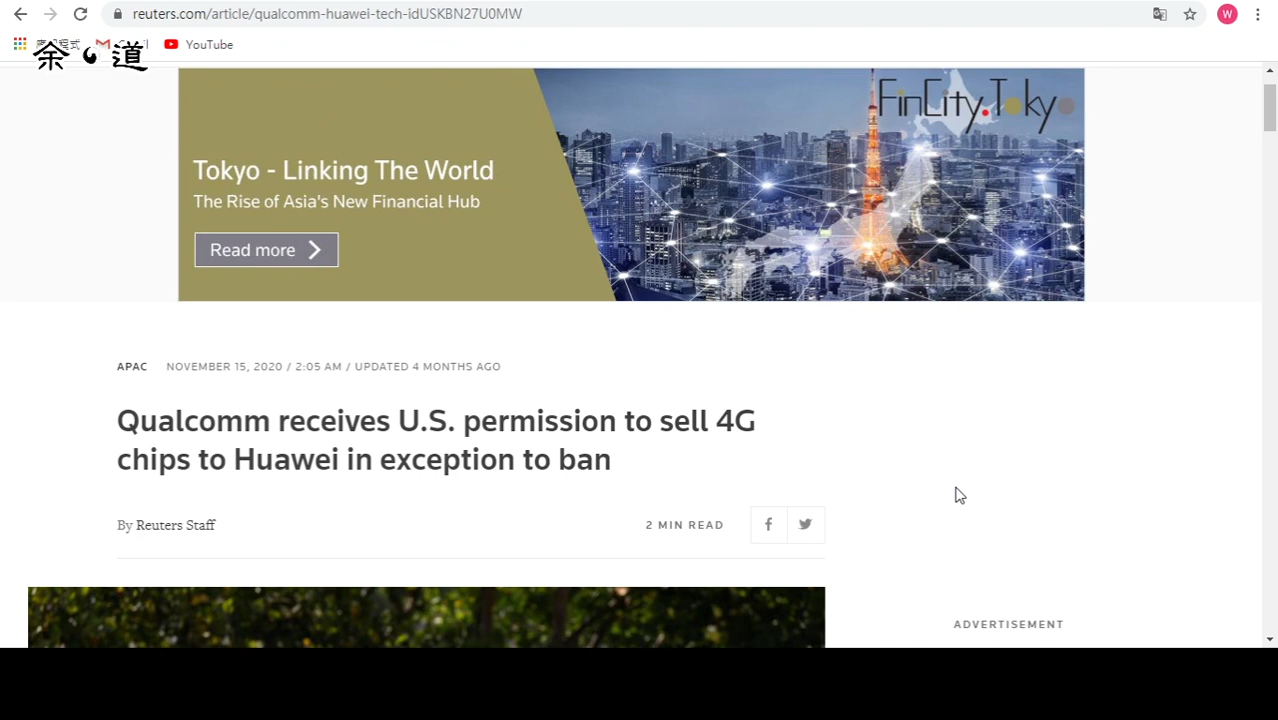 reuters.com/article/qualcomm-huawei-tech-idUSKBN27U0MW
W
YouTube
余 道
FinCity.Tokyo
Tokyo - Linking The World
The Rise of Asia's New Financial Hub
Read more
APAC NOVEMBER 15, 2020 / 2:05 AM / UPDATED 4 MONTHS AGO
Qualcomm receives U.S. permission to sell 4G
chips to Huawei in exception to ban
By Reuters Staff
2 MIN READ
ADVERTISEMENT